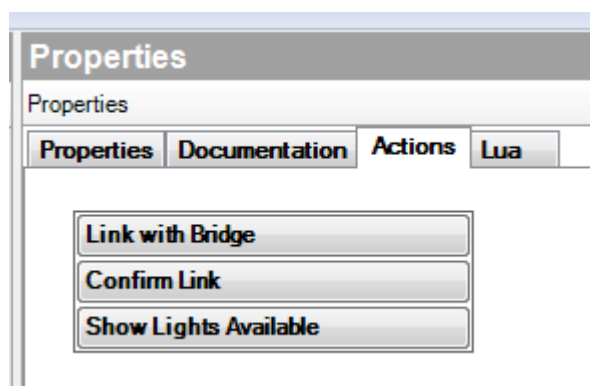 Properties
Properties
Properties Documentation Actions Lua
Link with Bridge
Confirm Link
Show Lights Available